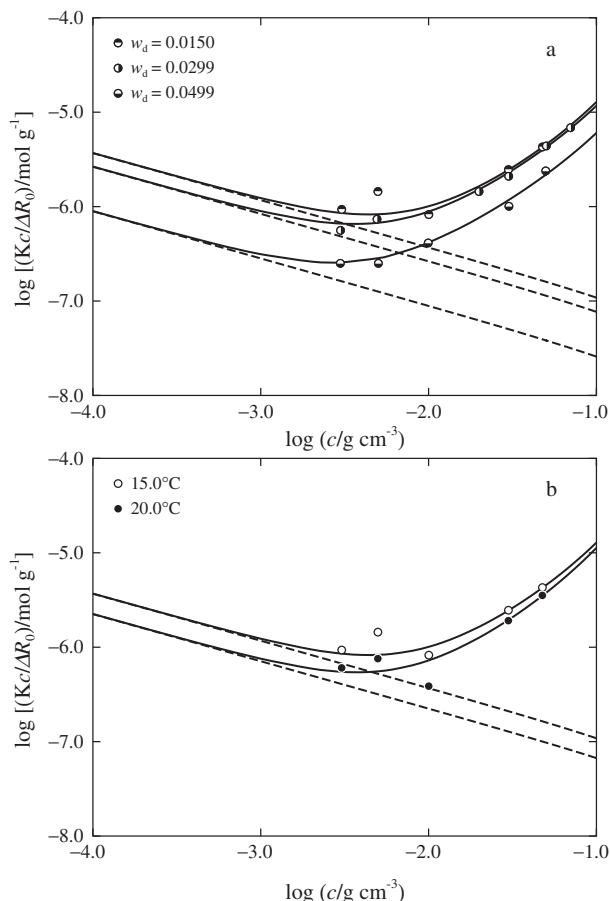 −4.0
a
w_d = 0.0150
w_d = 0.0299
w_d = 0.0499
−5.0
−6.0
−7.0
−8.0
log [(Kc/ΔR₀)/mol g⁻¹]
−4.0 −3.0 −2.0 −1.0
log (c/g cm⁻³)
−4.0
b
15.0°C
20.0°C
−5.0
−6.0
−7.0
−8.0
log [(Kc/ΔR₀)/mol g⁻¹]
−4.0 −3.0 −2.0 −1.0
log (c/g cm⁻³)